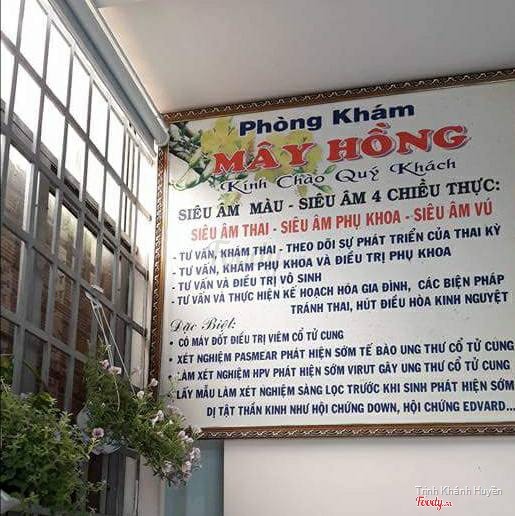 Phòng Khám
MÂY HỒNG
Kính Chào Quý Khách
SIÊU ÂM MÀU - SIÊU ÂM 4 CHIỀU THỰC:
SIÊU ÂM THAI - SIÊU ÂM PHỤ KHOA - SIÊU ÂM VÚ
- TƯ VẤN, KHÁM THAI - THEO DÕI SỰ PHÁT TRIỂN CỦA THAI KỲ
- TƯ VẤN, KHÁM PHỤ KHOA VÀ ĐIỀU TRỊ PHỤ KHOA
- TƯ VẤN VÀ ĐIỀU TRỊ VÔ SINH
- TƯ VẤN VÀ THỰC HIỆN KẾ HOẠCH HÓA GIA ĐÌNH, CÁC BIỆN PHÁP
TRÁNH THAI, HÚT ĐIỀU HÒA KINH NGUYỆT
Đặc Biệt:
• CÓ MÁY ĐỐT ĐIỀU TRỊ VIÊM CỔ TỬ CUNG
• XÉT NGHIỆM PASMEAR PHÁT HIỆN SỚM TẾ BÀO UNG THƯ CỔ TỬ CUNG
• LÀM XÉT NGHIỆM HPV PHÁT HIỆN SỚM VIRUT GÂY UNG THƯ CỔ TỬ CUNG
• LẤY MẪU LÀM XÉT NGHIỆM SÀNG LỌC TRƯỚC KHI SINH PHÁT HIỆN SỚM
DỊ TẬT THẦN KINH NHƯ HỘI CHỨNG DOWN, HỘI CHỨNG EDVARD...
Trịnh Khánh Huyền
Foody.vn